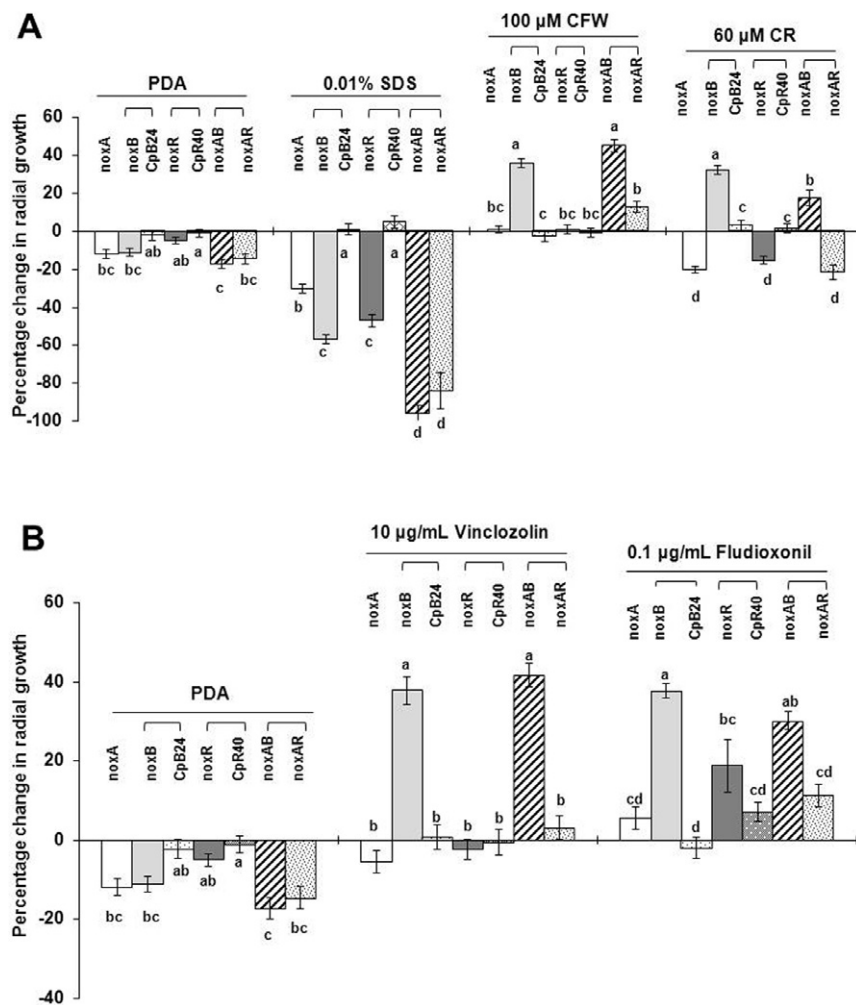 A
100 µM CFW
60 µM CR
PDA
0.01% SDS
noxA
noxB
CpB24
noxR
CpR40
noxAB
noxAR
noxA
noxB
CpB24
noxR
CpR40
noxAB
noxAR
noxA
noxB
CpB24
noxR
CpR40
noxAB
noxAR
noxA
noxB
CpB24
noxR
CpR40
noxAB
noxAR
Percentage change in radial growth
60
40
20
0
-20
-40
-60
-80
-100
bc
bc
ab
ab
a
c
bc
b
c
a
c
a
d
d
bc
a
c
bc
bc
a
b
d
a
c
d
c
b
d
B
10 µg/mL Vinclozolin
0.1 µg/mL Fludioxonil
PDA
noxA
noxB
CpB24
noxR
CpR40
noxAB
noxAR
noxA
noxB
CpB24
noxR
CpR40
noxAB
noxAR
noxA
noxB
CpB24
noxR
CpR40
noxAB
noxAR
Percentage change in radial growth
60
40
20
0
-20
-40
bc
bc
ab
ab
a
c
bc
b
a
b
b
b
a
b
cd
a
d
bc
cd
ab
cd